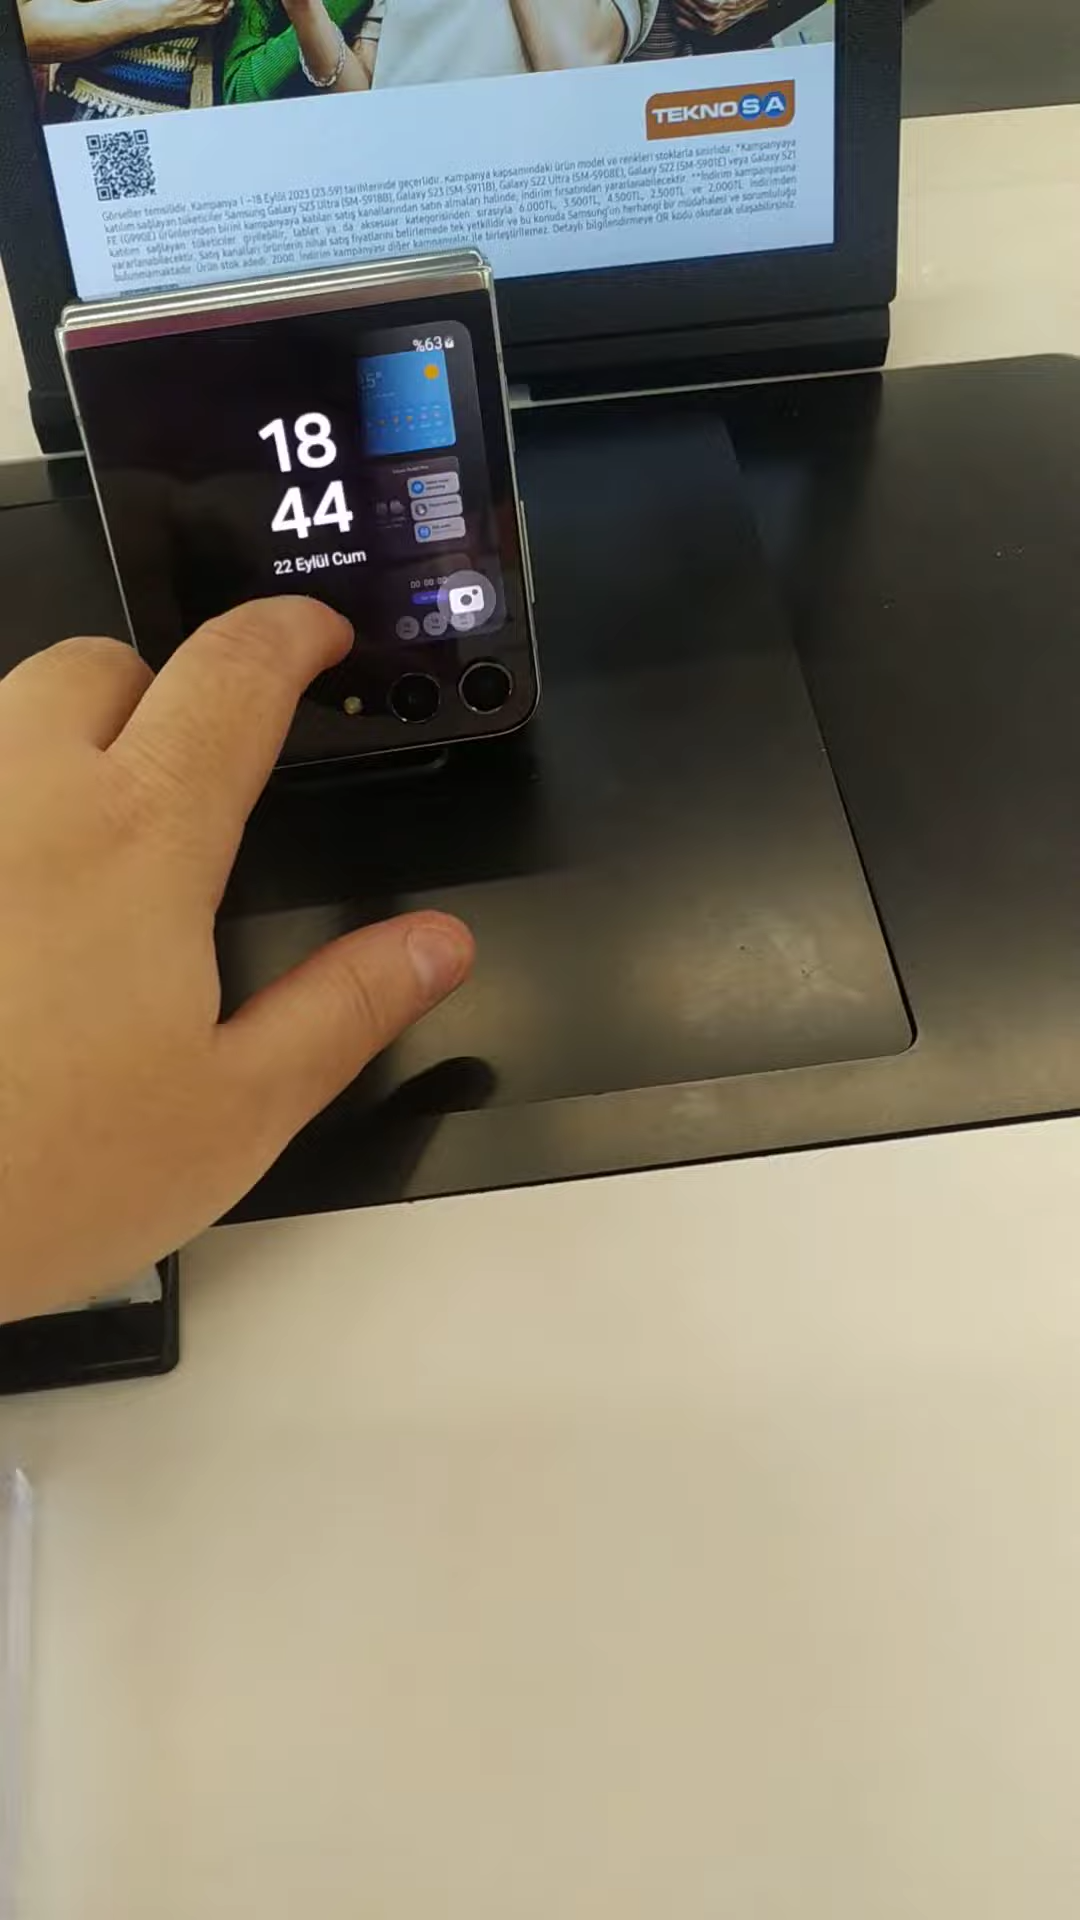 TEKNOSA
Görseller temsilidir. Kampanya 1 -18 Eylül 2023 (23:59) tarihlerinde geçerlidir. Kampanya kapsamındaki ürün model ve renkleri stoklarla sınırlıdır. *Kampanyaya
katılım sağlayan tüketiciler Samsung Galaxy S23 Ultra (SM-S918B), Galaxy S23 (SM-S911B), Galaxy S22 Ultra (SM-S908E), Galaxy S22 (SM-S901E) veya Galaxy S21
FE (G990E) ürünlerinden birini kampanyaya katılan satış kanallarından satın almaları halinde, indirim fırsatından yararlanabilecektir. **İndirim kampanyasına
katılım sağlayan tüketiciler giyilebilir, tablet ya da aksesuar kategorisinden sırasıyla 6.000TL, 3.500TL, 4.500TL, 2.500TL ve 2.000TL indirimden
yararlanabilecektir. Satış kanalları ürünlerin nihai satış fiyatlarını belirlemede tek yetkilidir ve bu konuda Samsung'un herhangi bir müdahalesi ve sorumluluğu
bulunmamaktadır. Ürün stok adedi: 2000. İndirim kampanyası diğer kampanyalar ile birleştirilemez. Detaylı bilgilendirmeye QR kodu okutarak ulaşabilirsiniz.
%63
18
44
22 Eylül Cum
00 00 00